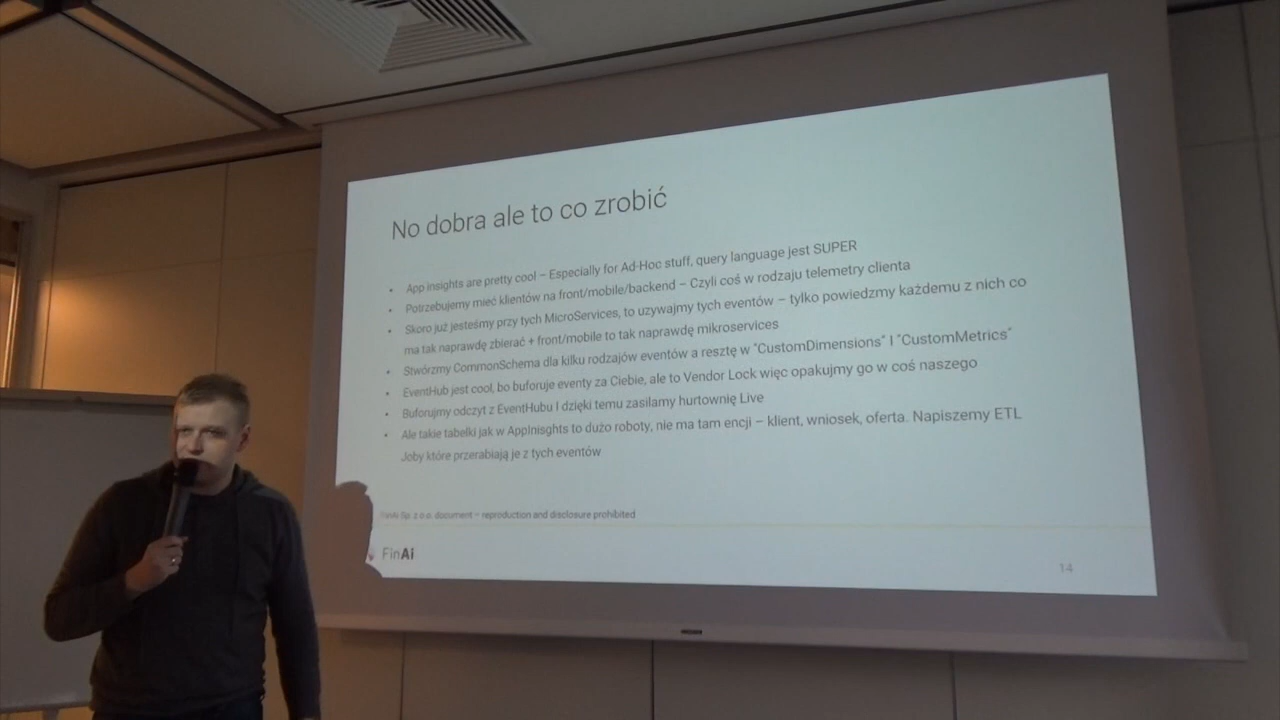 No dobra ale to co zrobić
• App insights are pretty cool – Especially for Ad-Hoc stuff, query language jest SUPER
• Potrzebujemy mieć klientów na front/mobile/backend – Czyli coś w rodzaju telemetry clienta
• Skoro już jesteśmy przy tych MicroServices, to uzywajmy tych eventów – tylko powiedzmy każdemu z nich co
ma tak naprawdę zbierać + front/mobile to tak naprawdę mikroservices
• Stwórzmy CommonSchema dla kilku rodzajów eventów a resztę w "CustomDimensions" I "CustomMetrics"
• EventHub jest cool, bo buforuje eventy za Ciebie, ale to Vendor Lock więc opakujmy go w coś naszego
• Buforujmy odczyt z EventHubu I dzięki temu zasilamy hurtownię Live
• Ale takie tabelki jak w AppInisghts to dużo roboty, nie ma tam encji – klient, wniosek, oferta. Napiszemy ETL
Joby które przerabiają je z tych eventów
FinAi Sp. z o.o. document – reproduction and disclosure prohibited
FinAi
14